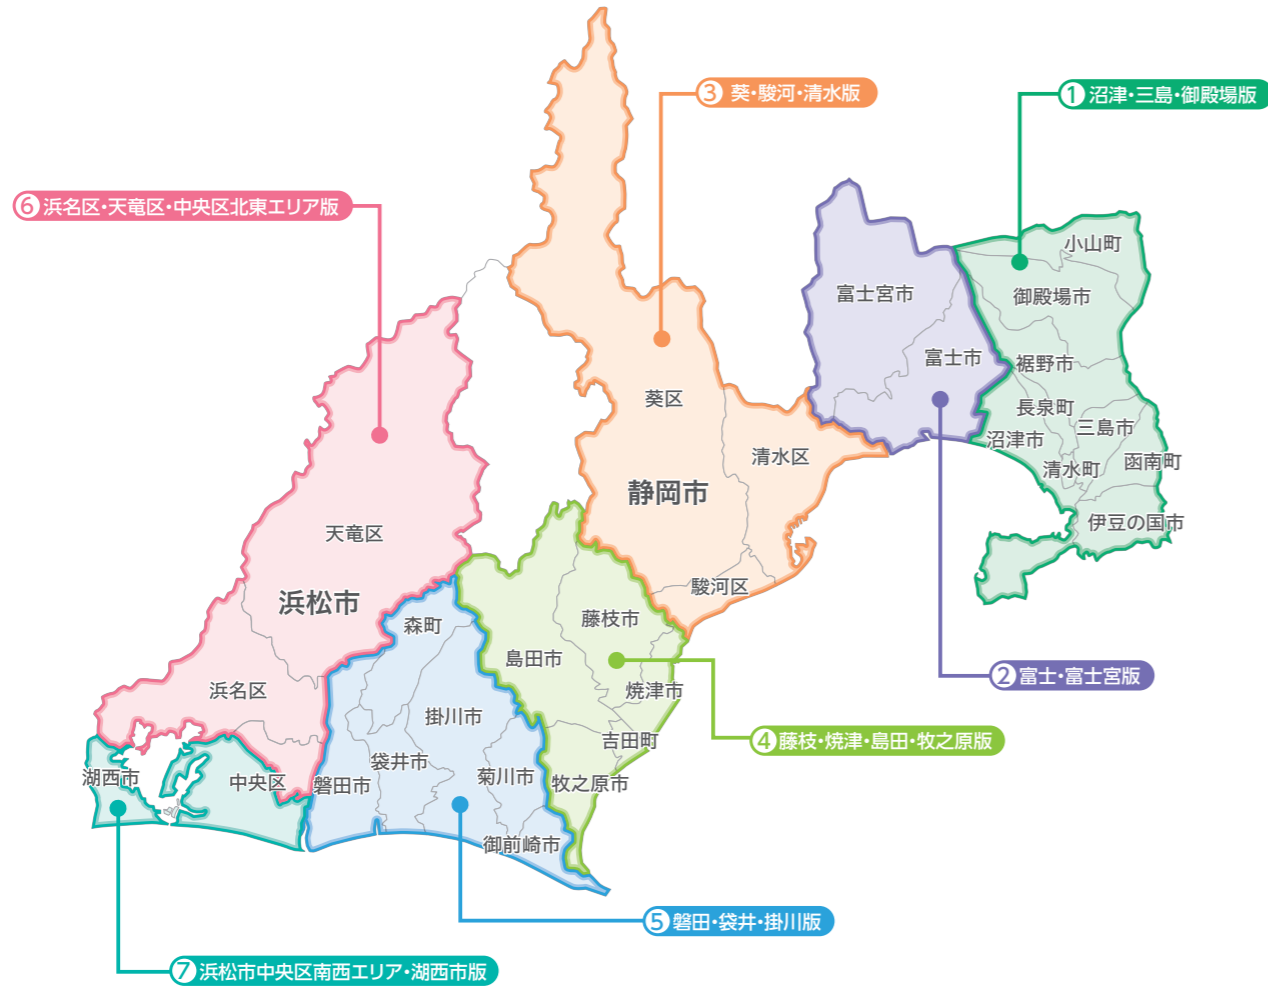 ③ 葵・駿河・清水版
① 沼津・三島・御殿場版
⑥ 浜名区・天竜区・中央区北東エリア版
小山町
御殿場市
富士宮市
富士市
裾野市
長泉町
三島市
沼津市
清水町
函南町
伊豆の国市
葵区
清水区
静岡市
駿河区
天竜区
浜松市
浜名区
森町
藤枝市
島田市
焼津市
② 富士・富士宮版
掛川市
吉田町
④ 藤枝・焼津・島田・牧之原版
湖西市
中央区
磐田市
袋井市
菊川市
牧之原市
御前崎市
⑤ 磐田・袋井・掛川版
⑦ 浜松市中央区南西エリア・湖西市版